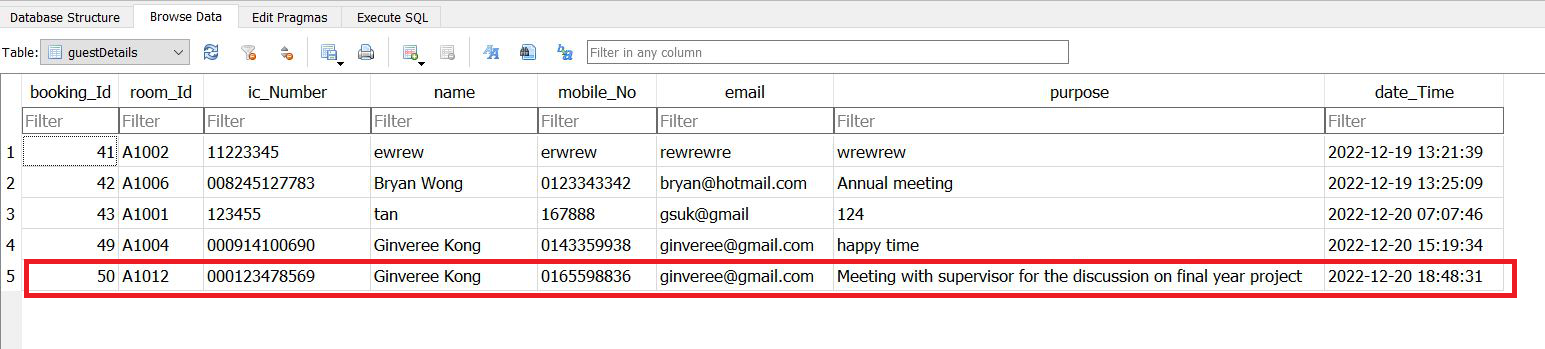 Database Structure Browse Data Edit Pragmas Execute SQL
Table: guestDetails Filter in any column
booking_Id room_Id ic_Number name mobile_No email purpose date_Time
Filter Filter Filter Filter Filter Filter Filter Filter
1 41 A1002 11223345 ewrew erwrew rewrewre wrewrew 2022-12-19 13:21:39
2 42 A1006 008245127783 Bryan Wong 0123343342 bryan@hotmail.com Annual meeting 2022-12-19 13:25:09
3 43 A1001 123455 tan 167888 gsuk@gmail 124 2022-12-20 07:07:46
4 49 A1004 000914100690 Ginveree Kong 0143359938 ginveree@gmail.com happy time 2022-12-20 15:19:34
5 50 A1012 000123478569 Ginveree Kong 0165598836 ginveree@gmail.com Meeting with supervisor for the discussion on final year project 2022-12-20 18:48:31